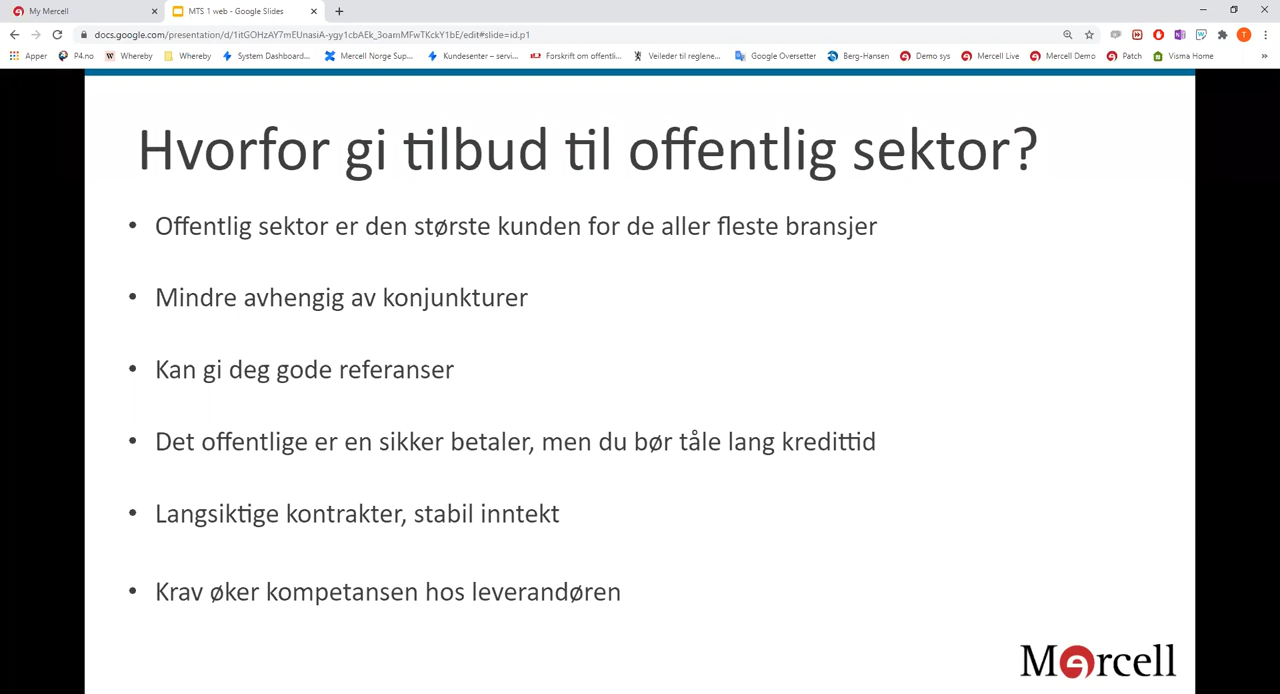 My Mercell
MTS 1 web - Google Slides
docs.google.com/presentation/d/1itGOHzAY7mEUnasiA-ygy1cbAEk_3oamMFwTKckY1bE/edit#slide=id.p1
Apper
P4.no
Whereby
Whereby
System Dashboard...
Mercell Norge Sup...
Kundesenter – servi...
Forskrift om offentli...
Veileder til reglene...
Google Oversetter
Berg-Hansen
Demo sys
Mercell Live
Mercell Demo
Patch
Visma Home
Hvorfor gi tilbud til offentlig sektor?
• Offentlig sektor er den største kunden for de aller fleste bransjer
• Mindre avhengig av konjunkturer
• Kan gi deg gode referanser
• Det offentlige er en sikker betaler, men du bør tåle lang kredittid
• Langsiktige kontrakter, stabil inntekt
• Krav øker kompetansen hos leverandøren
Mercell